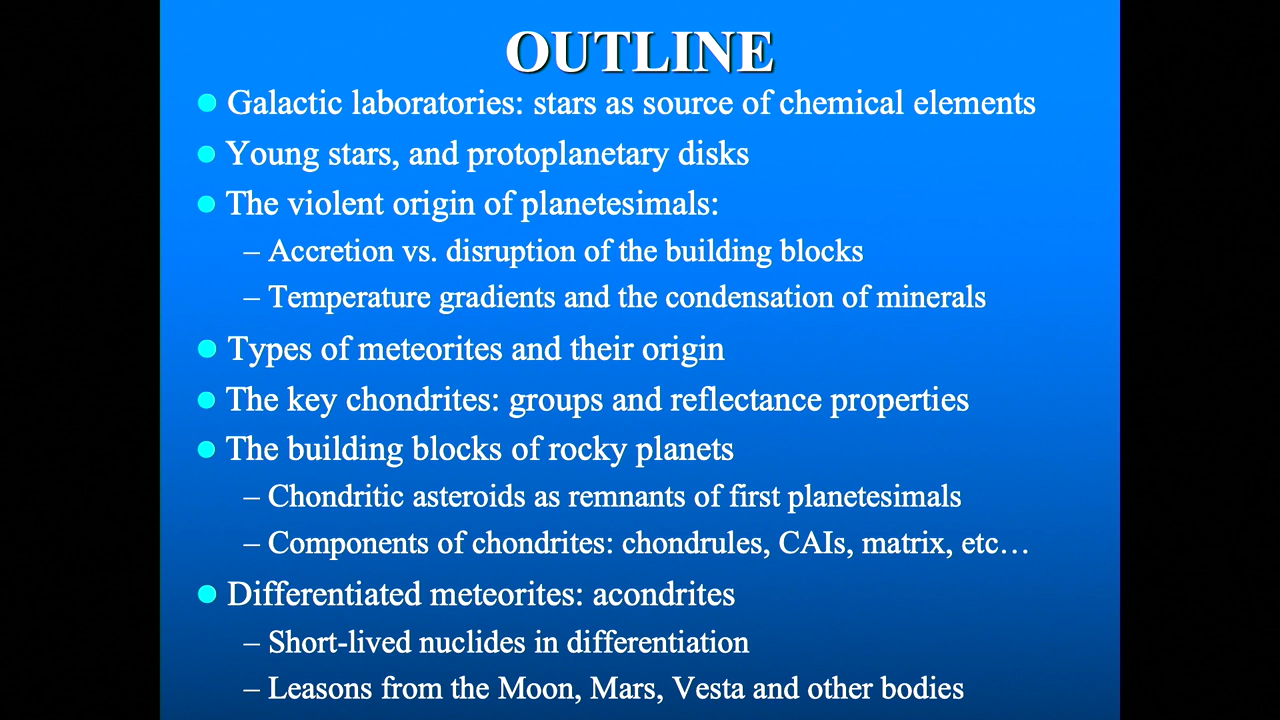 OUTLINE
Galactic laboratories: stars as source of chemical elements
Young stars, and protoplanetary disks
The violent origin of planetesimals:
– Accretion vs. disruption of the building blocks
– Temperature gradients and the condensation of minerals
Types of meteorites and their origin
The key chondrites: groups and reflectance properties
The building blocks of rocky planets
– Chondritic asteroids as remnants of first planetesimals
– Components of chondrites: chondrules, CAIs, matrix, etc…
Differentiated meteorites: acondrites
– Short-lived nuclides in differentiation
– Leasons from the Moon, Mars, Vesta and other bodies